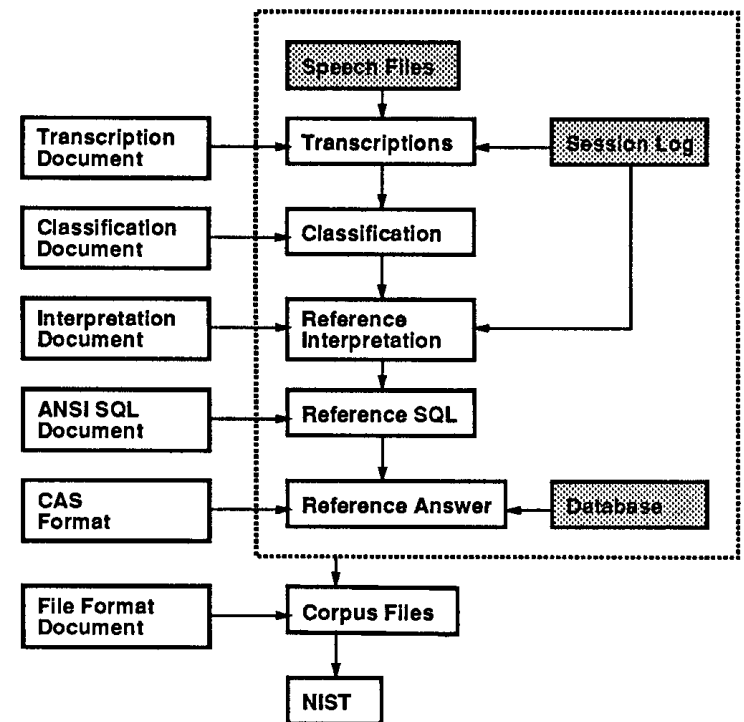 Speech Files
Transcription
Document
Transcriptions
Session Log
Classification
Document
Classification
Interpretation
Document
Reference
Interpretation
ANSI SQL
Document
Reference SQL
CAS
Format
Reference Answer
Database
File Format
Document
Corpus Files
NIST